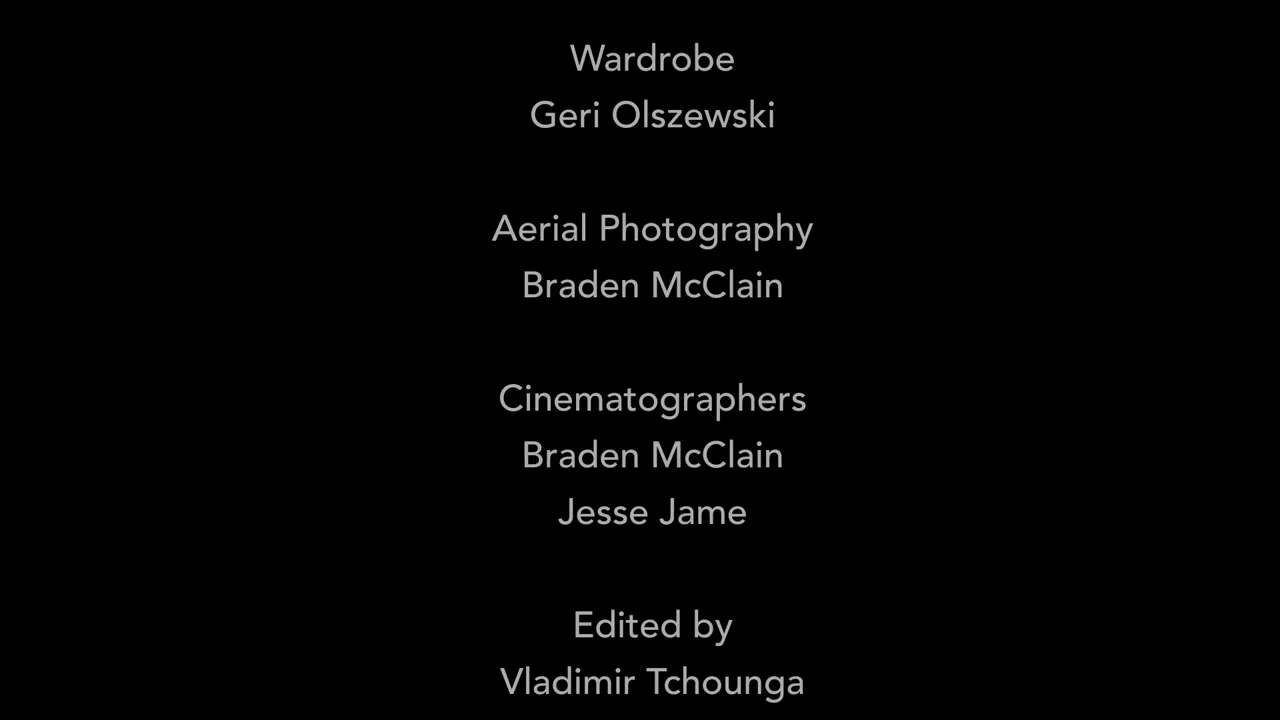 Wardrobe
Geri Olszewski
Aerial Photography
Braden McClain
Cinematographers
Braden McClain
Jesse Jame
Edited by
Vladimir Tchounga